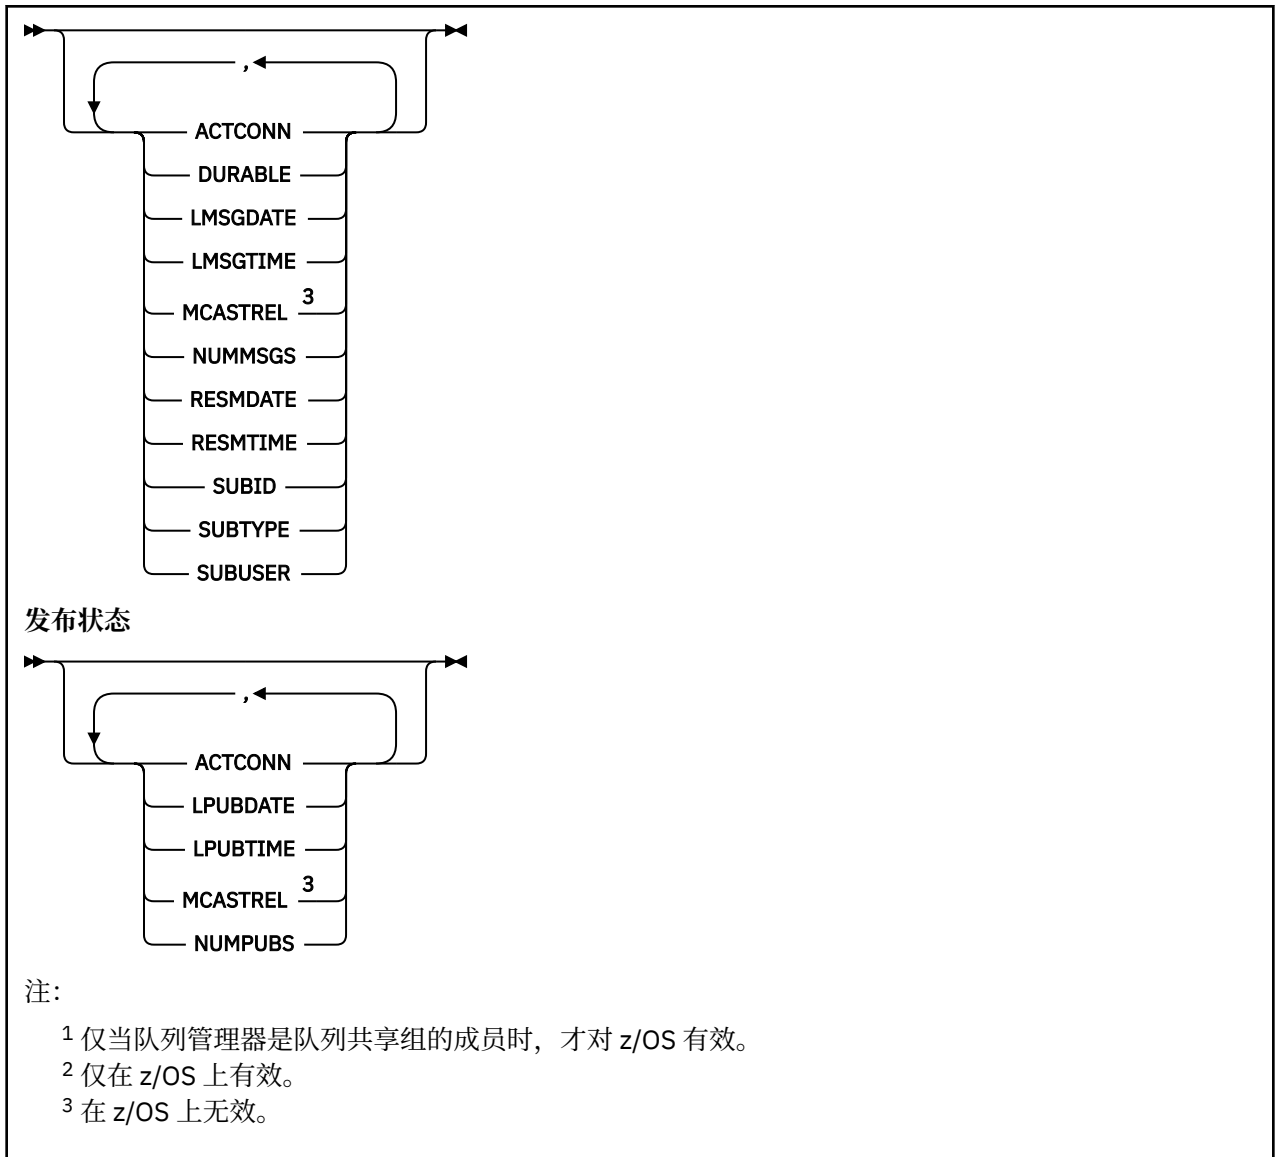 ,
ACTCONN
DURABLE
LMSGDATE
LMSGTIME
MCASTREL 3
NUMMSGS
RESMDATE
RESMTIME
SUBID
SUBTYPE
SUBUSER
发布状态
,
ACTCONN
LPUBDATE
LPUBTIME
MCASTREL 3
NUMPUBS
注：
1 仅当队列管理器是队列共享组的成员时，才对 z/OS 有效。
2 仅在 z/OS 上有效。
3 在 z/OS 上无效。